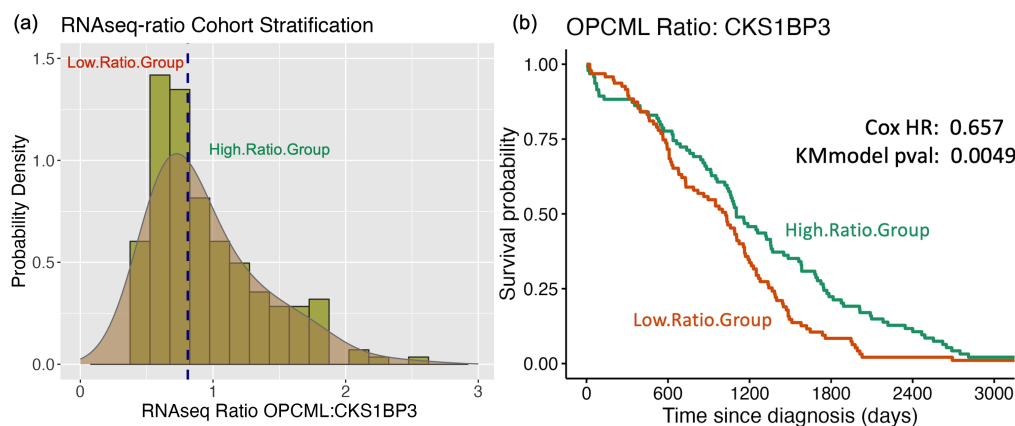 (a) RNAseq-ratio Cohort Stratification
Low.Ratio.Group
High.Ratio.Group
Probability Density
1.5
1.0
0.5
0.0
0 1 2 3
RNAseq Ratio OPCML:CKS1BP3
(b) OPCML Ratio: CKS1BP3
Cox HR: 0.657
KMmodel pval: 0.0049
High.Ratio.Group
Low.Ratio.Group
Survival probability
1.00
0.75
0.50
0.25
0.00
0 600 1200 1800 2400 3000
Time since diagnosis (days)